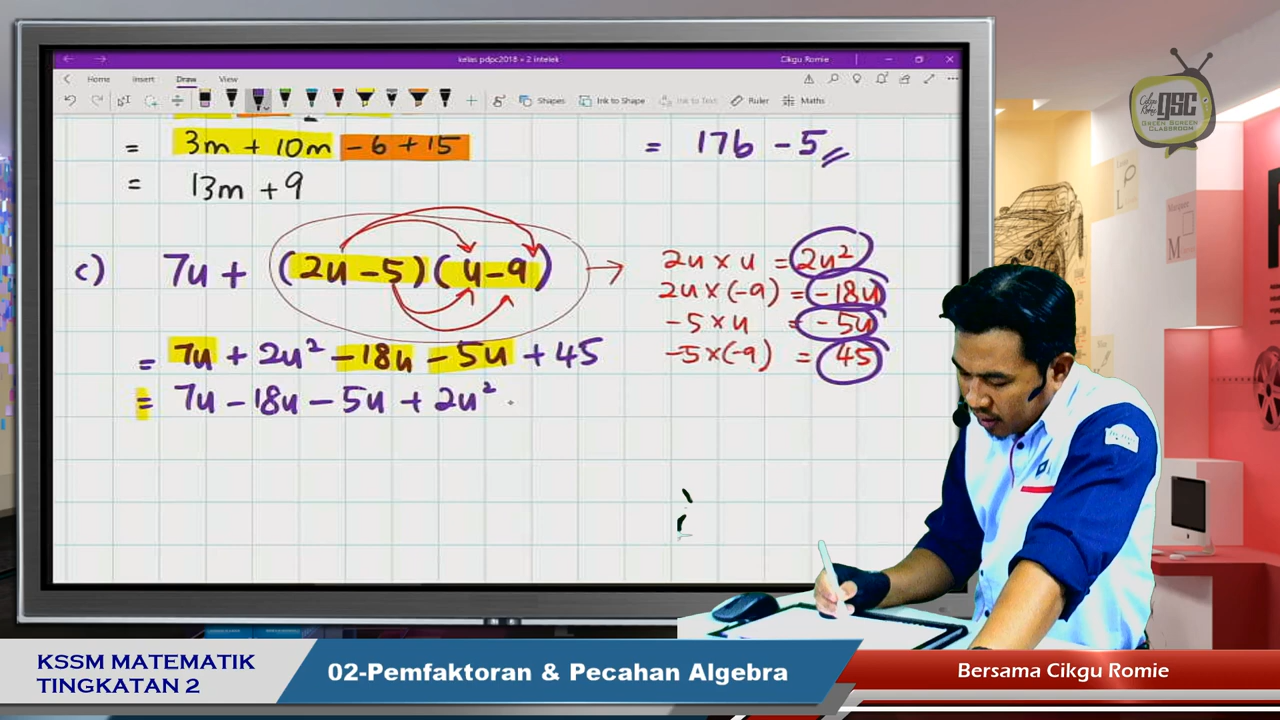 kelas pdpc2018 + 2 intelek
Cikgu Romie
Home Insert Draw View
Shapes Ink to Shape Ink to Text Ruler Maths
= 3m + 10m - 6 + 15
= 13m + 9
= 17b - 5
c) 7u + (2u - 5)(u - 9) →
2u × u = 2u²
2u × (-9) = -18u
-5 × u = -5u
-5 × (-9) = 45
= 7u + 2u² - 18u - 5u + 45
= 7u - 18u - 5u + 2u²
Cikgu Romie gsc
GREEN SCREEN
CLASSROOM
KSSM MATEMATIK
TINGKATAN 2
02-Pemfaktoran & Pecahan Algebra
Bersama Cikgu Romie